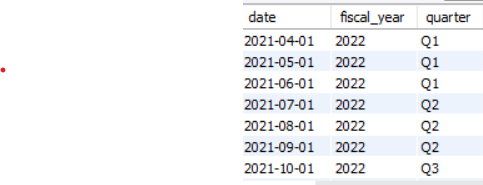 date fiscal_year quarter
2021-04-01 2022 Q1
2021-05-01 2022 Q1
2021-06-01 2022 Q1
2021-07-01 2022 Q2
2021-08-01 2022 Q2
2021-09-01 2022 Q2
2021-10-01 2022 Q3